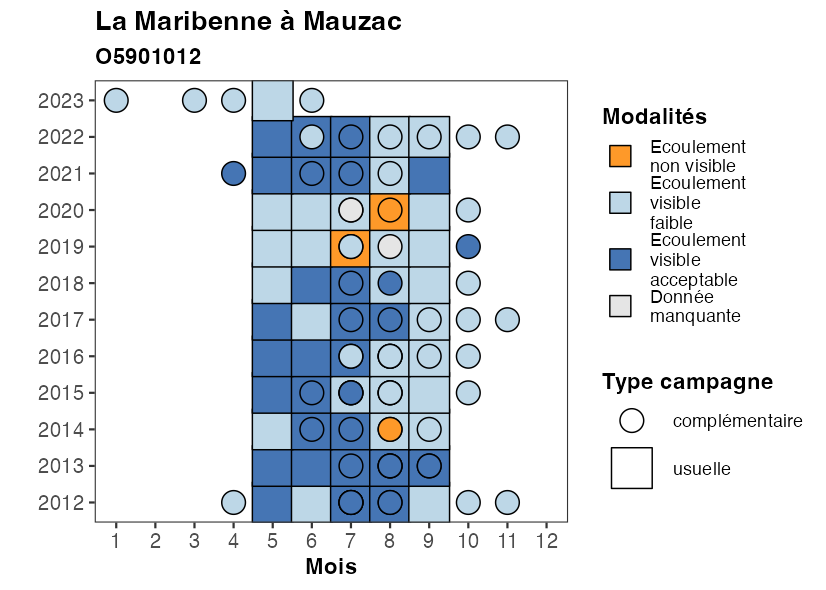 La Maribenne à Mauzac
O5901012
2023
2022
2021
2020
2019
2018
2017
2016
2015
2014
2013
2012
1 2 3 4 5 6 7 8 9 10 11 12
Mois
Modalités
Ecoulement
non visible
Ecoulement
visible
faible
Ecoulement
visible
acceptable
Donnée
manquante
Type campagne
complémentaire
usuelle